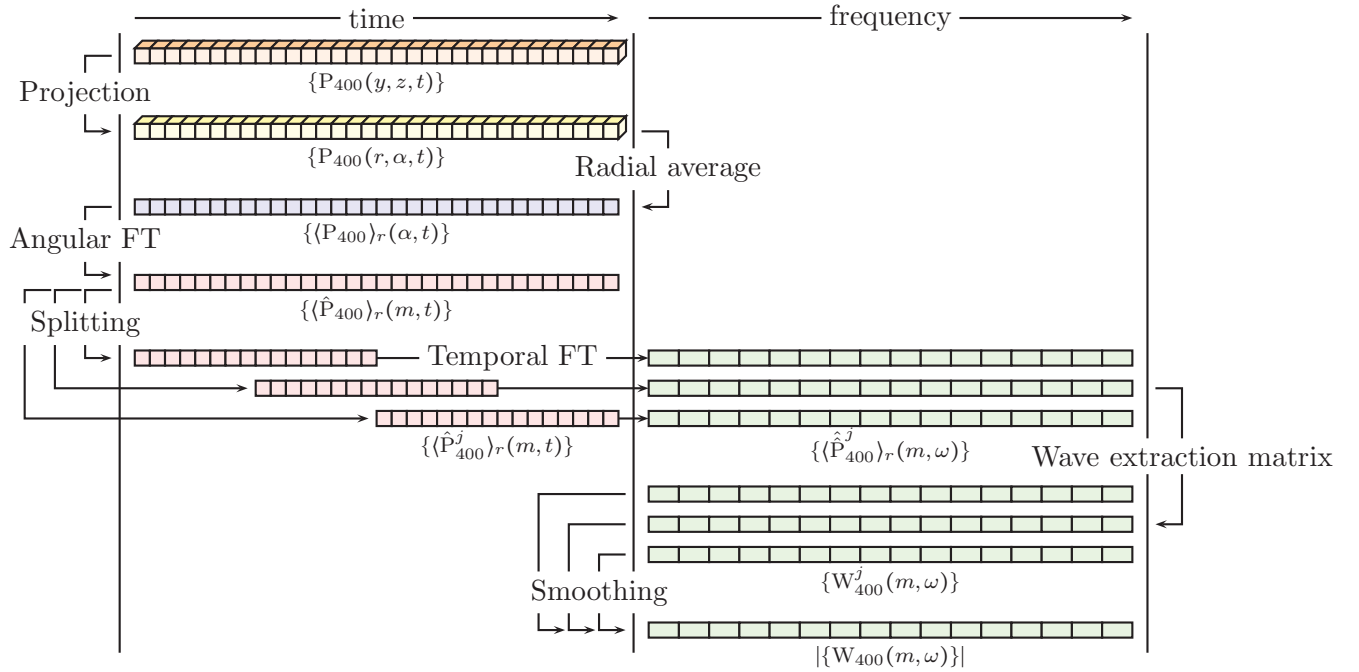 time
frequency
{P₄₀₀(y, z, t)}
Projection
{P₄₀₀(r, α, t)}
Radial average
{⟨P₄₀₀⟩ᵣ(α, t)}
Angular FT
{⟨P̂₄₀₀⟩ᵣ(m, t)}
Splitting
Temporal FT
{⟨P̂ʲ₄₀₀⟩ᵣ(m, t)}
{⟨P̂̂ʲ₄₀₀⟩ᵣ(m, ω)}
Wave extraction matrix
{Wʲ₄₀₀(m, ω)}
Smoothing
|{W₄₀₀(m, ω)}|